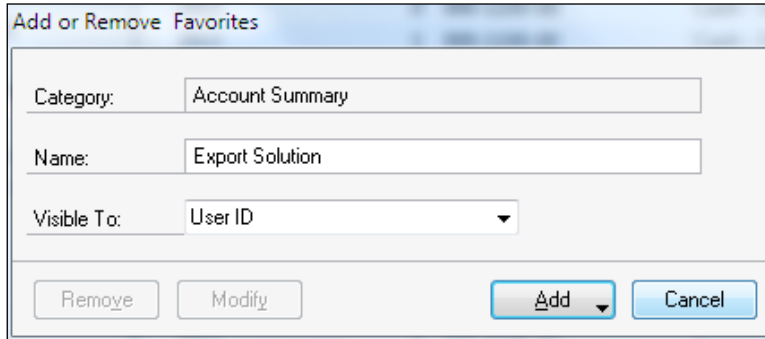 Add or Remove Favorites
Category: Account Summary
Name: Export Solution
Visible To: User ID
Remove Modify Add Cancel